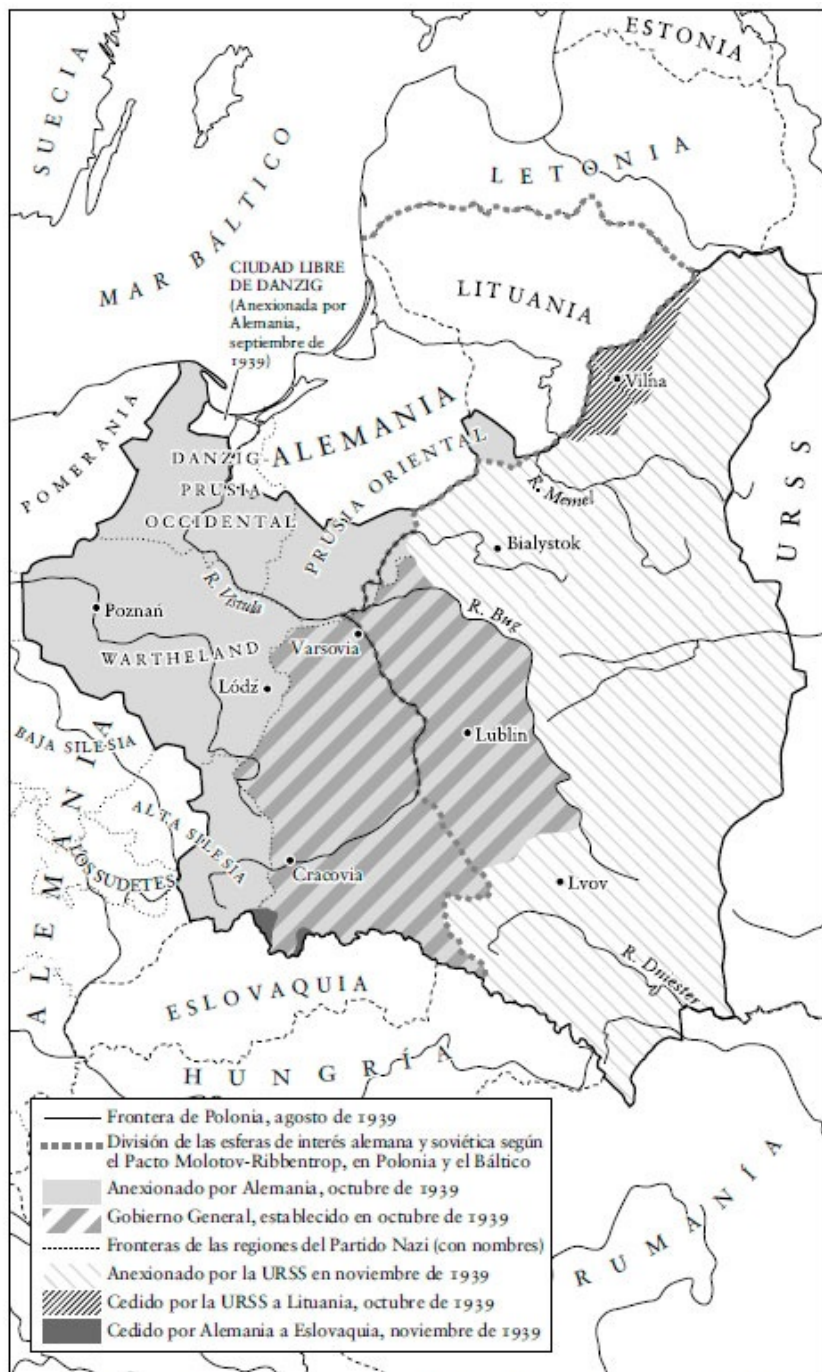 SUECIA
ESTONIA
LETONIA
MAR BÁLTICO
CIUDAD LIBRE
DE DANZIG
(Anexionada por
Alemania,
septiembre de
1939)
LITUANIA
Vilna
POMERANIA
ALEMANIA
DANZIG-
PRUSIA
OCCIDENTAL
PRUSIA ORIENTAL
R. Memel
URSS
Bialystok
R. Vístula
Poznań
R. Bug
Varsovia
WARTHELAND
Lódź
Lublin
BAJA SILESIA
ALEMANIA
ALTA SILESIA
LOS SUDETES
Cracovia
Lvov
R. Dniester
ESLOVAQUIA
HUNGRÍA
RUMANÍA
Frontera de Polonia, agosto de 1939
División de las esferas de interés alemana y soviética según
el Pacto Molotov-Ribbentrop, en Polonia y el Báltico
Anexionado por Alemania, octubre de 1939
Gobierno General, establecido en octubre de 1939
Fronteras de las regiones del Partido Nazi (con nombres)
Anexionado por la URSS en noviembre de 1939
Cedido por la URSS a Lituania, octubre de 1939
Cedido por Alemania a Eslovaquia, noviembre de 1939